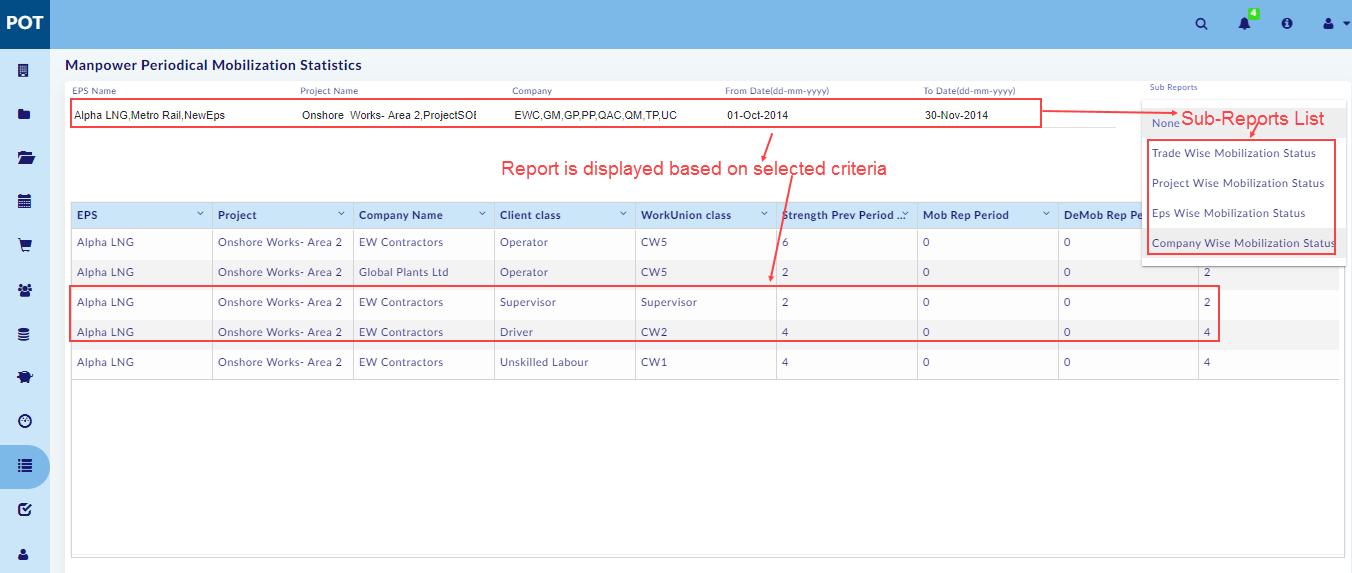 POT
4
Manpower Periodical Mobilization Statistics
EPS Name Project Name Company From Date(dd-mm-yyyy) To Date(dd-mm-yyyy) Sub Reports
Alpha LNG,Metro Rail,NewEps Onshore Works- Area 2,ProjectSOE EWC,GM,GP,PP,QAC,QM,TP,UC 01-Oct-2014 30-Nov-2014
None Sub-Reports List
Trade Wise Mobilization Status
Project Wise Mobilization Status
Eps Wise Mobilization Status
Company Wise Mobilization Status
Report is displayed based on selected criteria
EPS Project Company Name Client class WorkUnion class Strength Prev Period ... Mob Rep Period DeMob Rep Pe
Alpha LNG Onshore Works- Area 2 EW Contractors Operator CW5 6 0 0
Alpha LNG Onshore Works- Area 2 Global Plants Ltd Operator CW5 2 0 0 2
Alpha LNG Onshore Works- Area 2 EW Contractors Supervisor Supervisor 2 0 0 2
Alpha LNG Onshore Works- Area 2 EW Contractors Driver CW2 4 0 0 4
Alpha LNG Onshore Works- Area 2 EW Contractors Unskilled Labour CW1 4 0 0 4